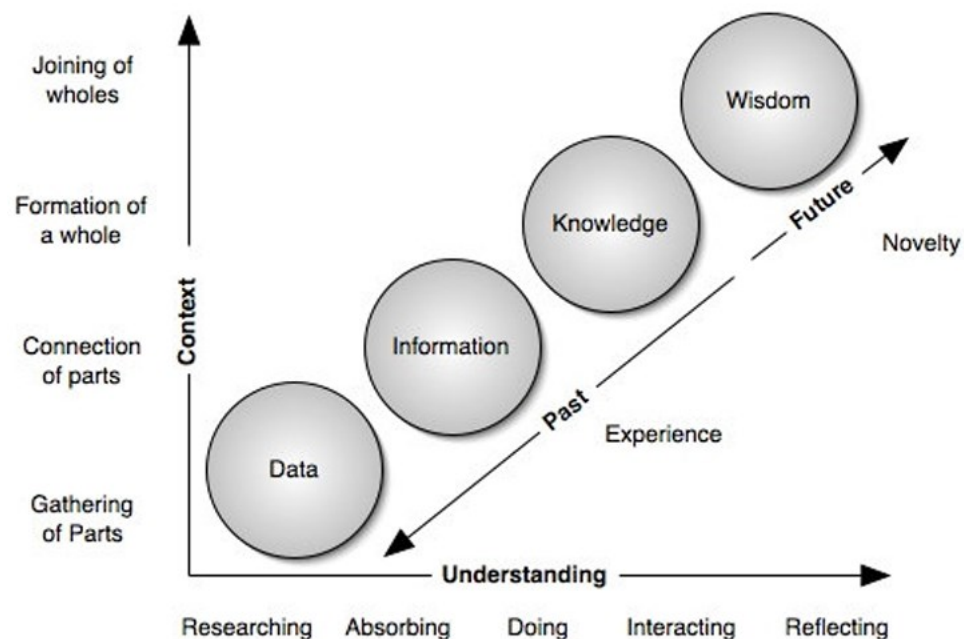 Joining of
wholes
Wisdom
Formation of
a whole
Knowledge
Future
Novelty
Context
Connection
of parts
Information
Past
Experience
Data
Gathering
of Parts
Understanding
Researching Absorbing Doing Interacting Reflecting